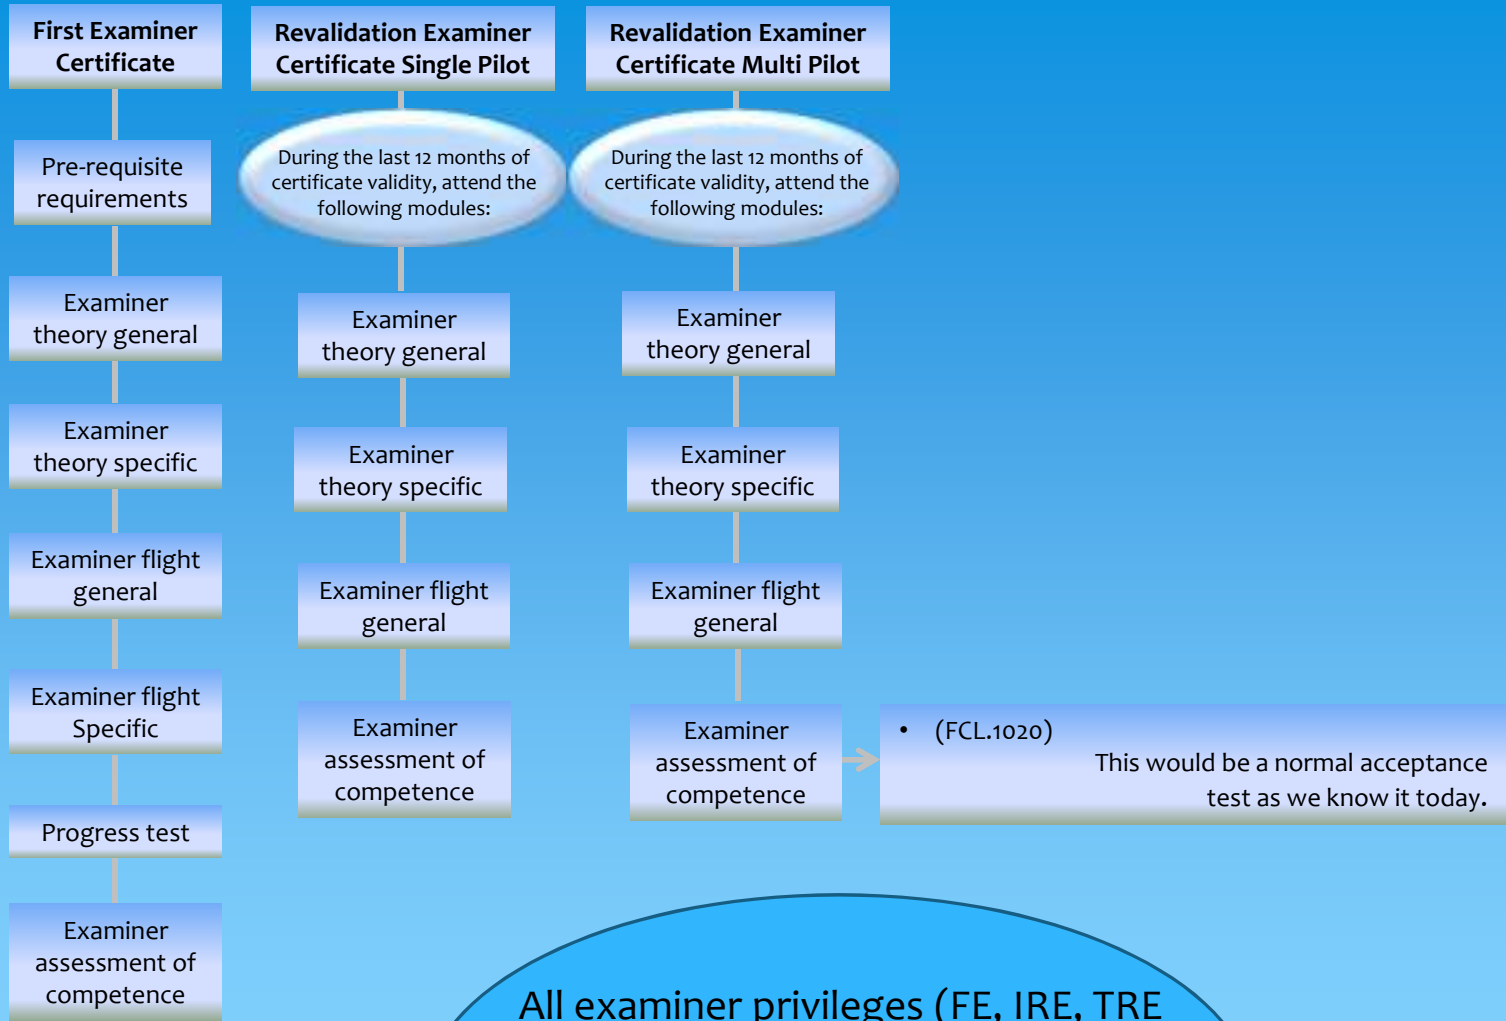 First Examiner
Certificate
Pre-requisite
requirements
Examiner
theory general
Examiner
theory specific
Examiner flight
general
Examiner flight
Specific
Progress test
Examiner
assessment of
competence
Revalidation Examiner
Certificate Single Pilot
During the last 12 months of
certificate validity, attend the
following modules:
Examiner
theory general
Examiner
theory specific
Examiner flight
general
Examiner
assessment of
competence
Revalidation Examiner
Certificate Multi Pilot
During the last 12 months of
certificate validity, attend the
following modules:
Examiner
theory general
Examiner
theory specific
Examiner flight
general
Examiner
assessment of
competence
• (FCL.1020)
This would be a normal acceptance
test as we know it today.
All examiner privileges (FE, IRE, TRE